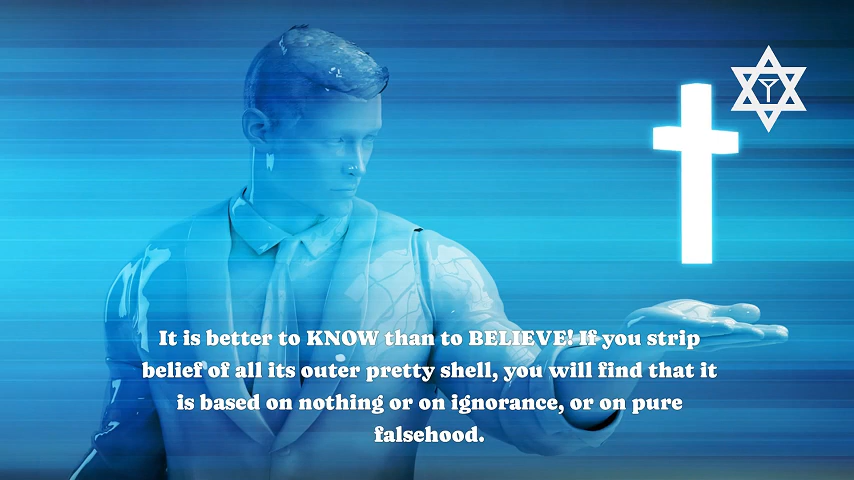 It is better to KNOW than to BELIEVE! If you strip
belief of all its outer pretty shell, you will find that it
is based on nothing or on ignorance, or on pure
falsehood.